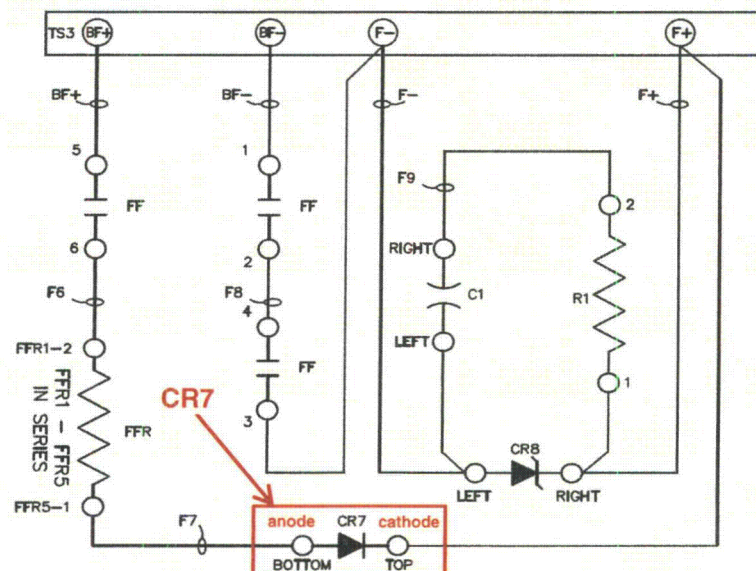 TS3 BF+ BF- F- F+
BF+ BF- F- F+
5 1
F9
FF FF 2
6 2 RIGHT
F6 F8 C1 R1
4
FFR1-2 LEFT
FF
FFR1 - FFR5
IN SERIES
FFR
CR7
3
1
CR8
FFR5-1 LEFT RIGHT
F7 anode CR7 cathode
BOTTOM TOP